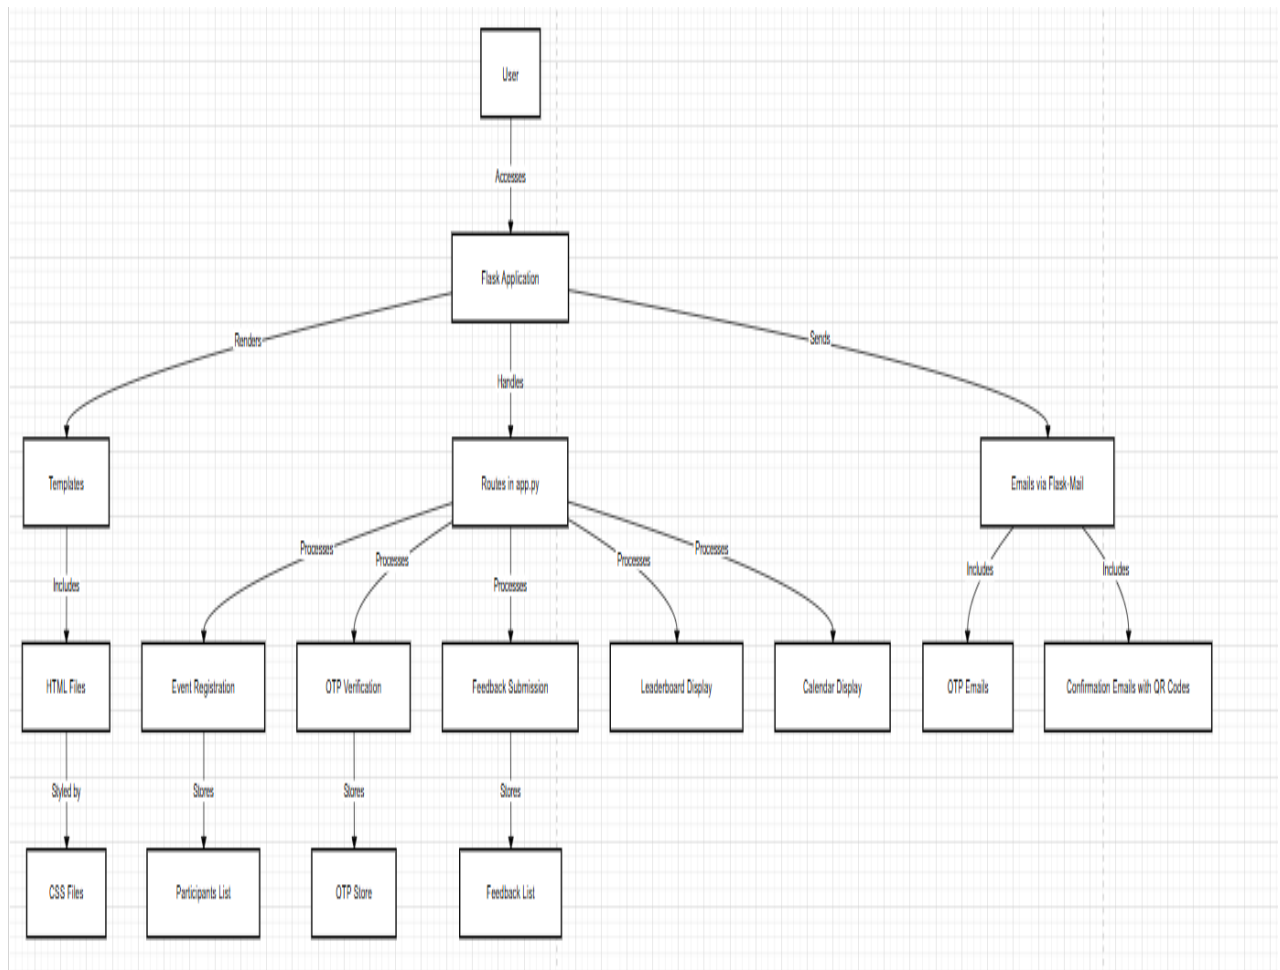 User
Accesses
Flask Application
Renders
Handles
Sends
Templates
Routes in app.py
Emails via Flask-Mail
Includes
Processes
Processes
Processes
Processes
Processes
Includes
Includes
HTML Files
Event Registration
OTP Verification
Feedback Submission
Leaderboard Display
Calendar Display
OTP Emails
Confirmation Emails with QR Codes
Styled by
Stores
Stores
Stores
CSS Files
Participants List
OTP Store
Feedback List